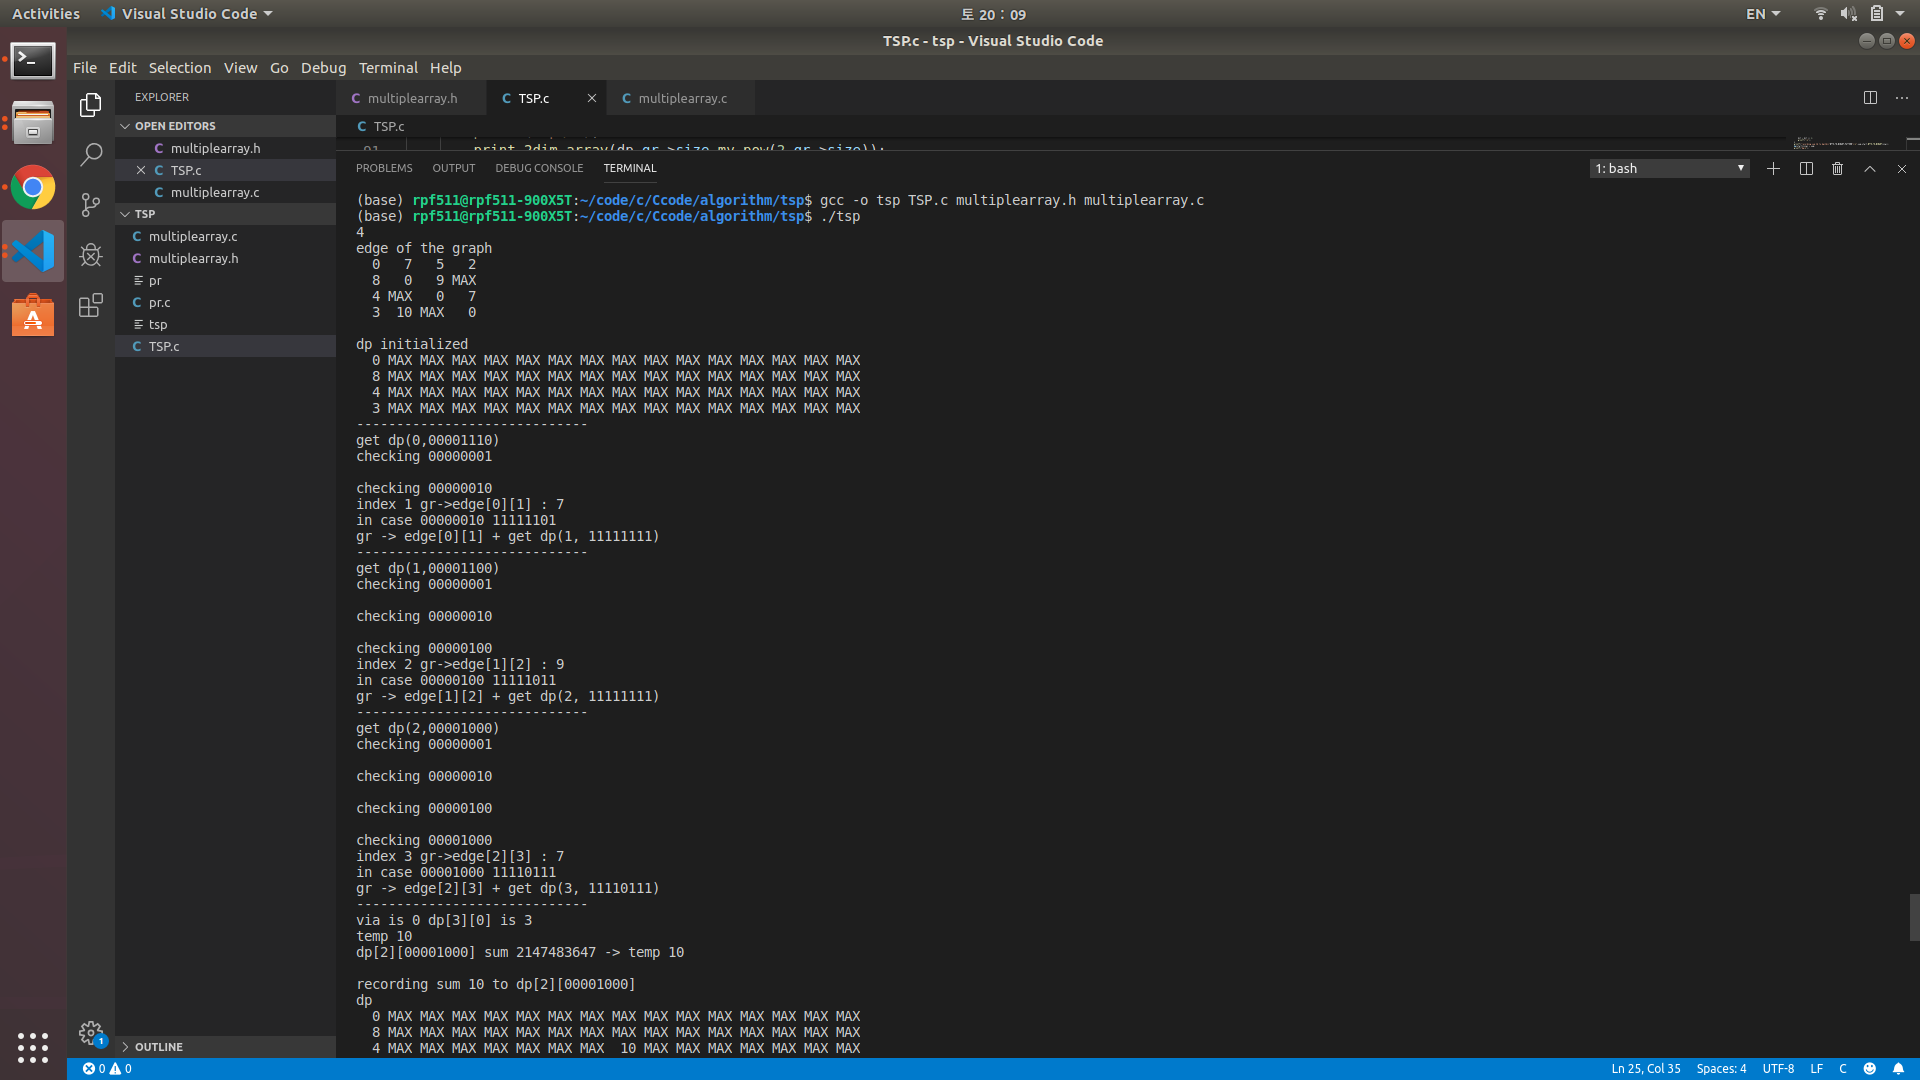 Activities
Visual Studio Code
토 20 : 09
EN
TSP.c - tsp - Visual Studio Code
File Edit Selection View Go Debug Terminal Help
EXPLORER
OPEN EDITORS
C multiplearray.h
C TSP.c
C multiplearray.c
TSP
C multiplearray.c
C multiplearray.h
pr
C pr.c
tsp
C TSP.c
OUTLINE
1
C multiplearray.h
C TSP.c
C multiplearray.c
C TSP.c
91 print_2dim_array(dp,gr->size,my_pow(2,gr->size));
PROBLEMS OUTPUT DEBUG CONSOLE TERMINAL
1: bash
(base) rpf511@rpf511-900X5T:~/code/c/Ccode/algorithm/tsp$ gcc -o tsp TSP.c multiplearray.h multiplearray.c
(base) rpf511@rpf511-900X5T:~/code/c/Ccode/algorithm/tsp$ ./tsp
4
edge of the graph
0 7 5 2
8 0 9 MAX
4 MAX 0 7
3 10 MAX 0
dp initialized
0 MAX MAX MAX MAX MAX MAX MAX MAX MAX MAX MAX MAX MAX MAX MAX
8 MAX MAX MAX MAX MAX MAX MAX MAX MAX MAX MAX MAX MAX MAX MAX
4 MAX MAX MAX MAX MAX MAX MAX MAX MAX MAX MAX MAX MAX MAX MAX
3 MAX MAX MAX MAX MAX MAX MAX MAX MAX MAX MAX MAX MAX MAX MAX
-----------------------------
get dp(0,00001110)
checking 00000001
checking 00000010
index 1 gr->edge[0][1] : 7
in case 00000010 11111101
gr -> edge[0][1] + get dp(1, 11111111)
-----------------------------
get dp(1,00001100)
checking 00000001
checking 00000010
checking 00000100
index 2 gr->edge[1][2] : 9
in case 00000100 11111011
gr -> edge[1][2] + get dp(2, 11111111)
-----------------------------
get dp(2,00001000)
checking 00000001
checking 00000010
checking 00000100
checking 00001000
index 3 gr->edge[2][3] : 7
in case 00001000 11110111
gr -> edge[2][3] + get dp(3, 11110111)
-----------------------------
via is 0 dp[3][0] is 3
temp 10
dp[2][00001000] sum 2147483647 -> temp 10
recording sum 10 to dp[2][00001000]
dp
0 MAX MAX MAX MAX MAX MAX MAX MAX MAX MAX MAX MAX MAX MAX MAX
8 MAX MAX MAX MAX MAX MAX MAX MAX MAX MAX MAX MAX MAX MAX MAX
4 MAX MAX MAX MAX MAX MAX MAX 10 MAX MAX MAX MAX MAX MAX MAX
0 0
Ln 25, Col 35 Spaces: 4 UTF-8 LF C